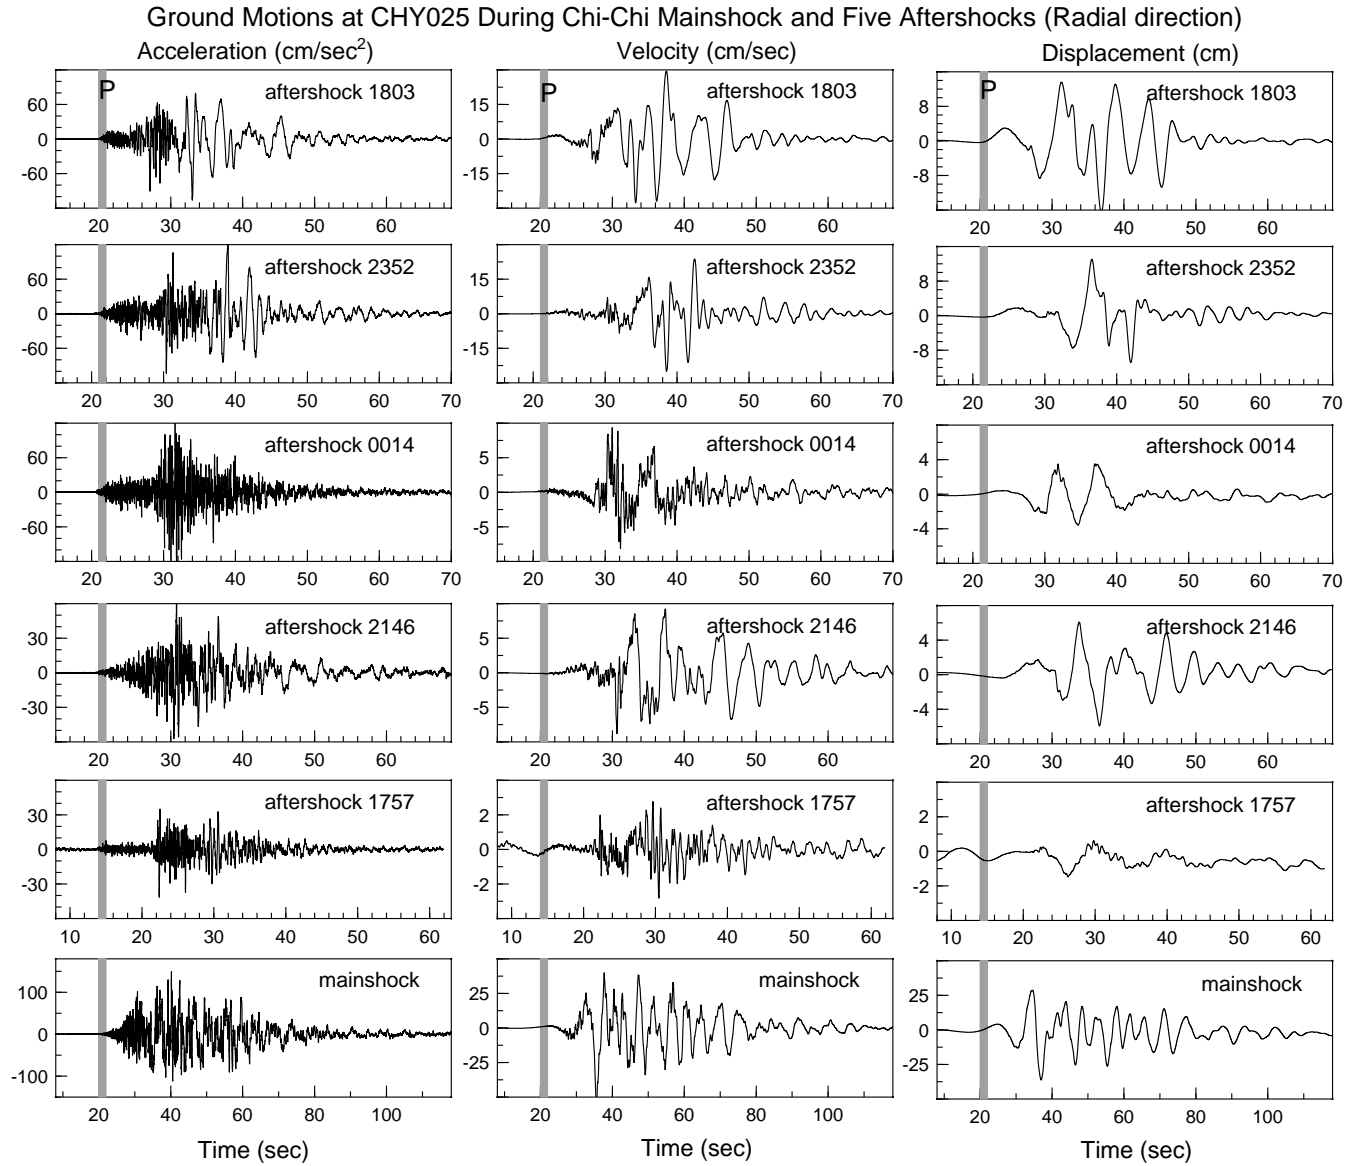 Ground Motions at CHY025 During Chi-Chi Mainshock and Five Aftershocks (Radial direction)
Acceleration (cm/sec²) Velocity (cm/sec) Displacement (cm)
P aftershock 1803 P aftershock 1803 P aftershock 1803
60 15 8
0 0 0
-60 -15 -8
20 30 40 50 60 70 20 30 40 50 60 20 30 40 50 60
aftershock 2352 aftershock 2352 aftershock 2352
60 15 8
0 0 0
-60 -15 -8
20 30 40 50 60 70 20 30 40 50 60 70 20 30 40 50 60 70
aftershock 0014 aftershock 0014 aftershock 0014
60 5 4
0 0 0
-60 -5 -4
20 30 40 50 60 70 20 30 40 50 60 70 20 30 40 50 60 70
aftershock 2146 aftershock 2146 aftershock 2146
30 5 4
0 0 0
-30 -5 -4
20 30 40 50 60 20 30 40 50 60 20 30 40 50 60
aftershock 1757 aftershock 1757 aftershock 1757
30 2 2
0 0 0
-30 -2 -2
10 20 30 40 50 60 10 20 30 40 50 60 10 20 30 40 50 60
mainshock mainshock mainshock
100 25 25
0 0 0
-100 -25 -25
20 40 60 80 100 20 40 60 80 100 20 40 60 80 100
Time (sec) Time (sec) Time (sec)